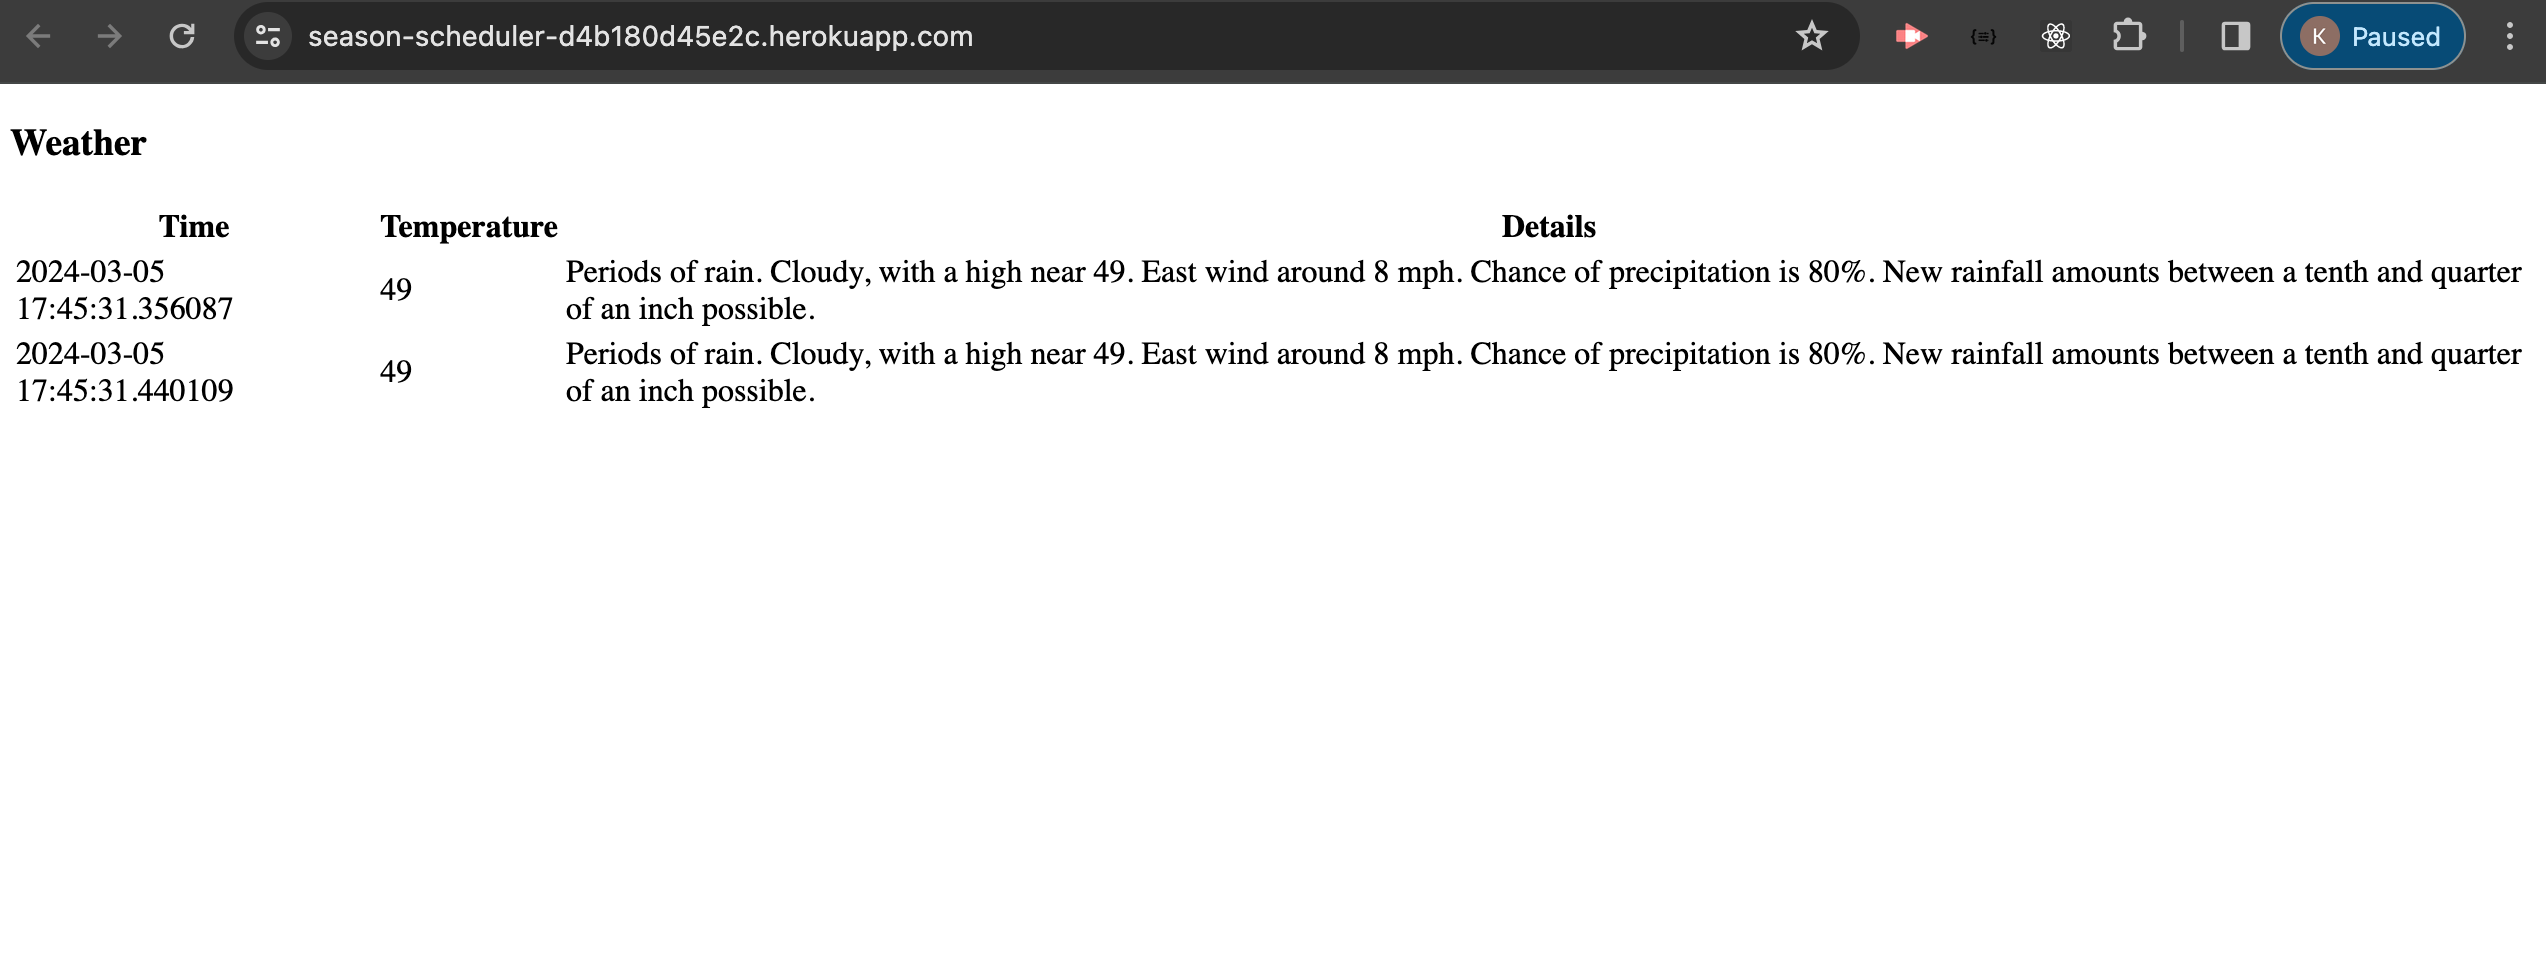 season-scheduler-d4b180d45e2c.herokuapp.com
{≡}
K
Paused
Weather
Time Temperature Details
2024-03-05
17:45:31.356087
49
Periods of rain. Cloudy, with a high near 49. East wind around 8 mph. Chance of precipitation is 80%. New rainfall amounts between a tenth and quarter
of an inch possible.
2024-03-05
17:45:31.440109
49
Periods of rain. Cloudy, with a high near 49. East wind around 8 mph. Chance of precipitation is 80%. New rainfall amounts between a tenth and quarter
of an inch possible.